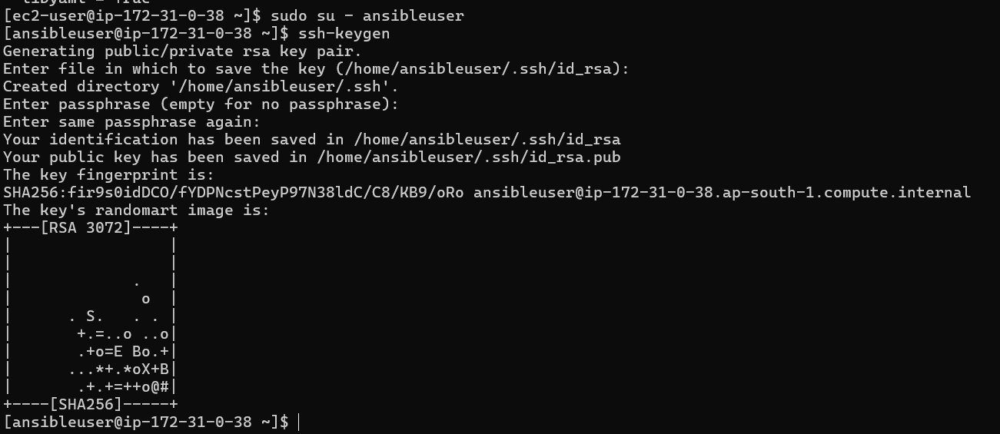 libyaml = True
[ec2-user@ip-172-31-0-38 ~]$ sudo su - ansibleuser
[ansibleuser@ip-172-31-0-38 ~]$ ssh-keygen
Generating public/private rsa key pair.
Enter file in which to save the key (/home/ansibleuser/.ssh/id_rsa):
Created directory '/home/ansibleuser/.ssh'.
Enter passphrase (empty for no passphrase):
Enter same passphrase again:
Your identification has been saved in /home/ansibleuser/.ssh/id_rsa
Your public key has been saved in /home/ansibleuser/.ssh/id_rsa.pub
The key fingerprint is:
SHA256:fir9s0idDCO/fYDPNcstPeyP97N38ldC/C8/KB9/oRo ansibleuser@ip-172-31-0-38.ap-south-1.compute.internal
The key's randomart image is:
+---[RSA 3072]----+
|                 |
|                 |
|             .   |
|              o  |
|      . S.   . . |
|       +.=..o ..o|
|       .+o=E Bo.+|
|      ...*+.*oX+B|
|       .+.+=++o@#|
+----[SHA256]-----+
[ansibleuser@ip-172-31-0-38 ~]$